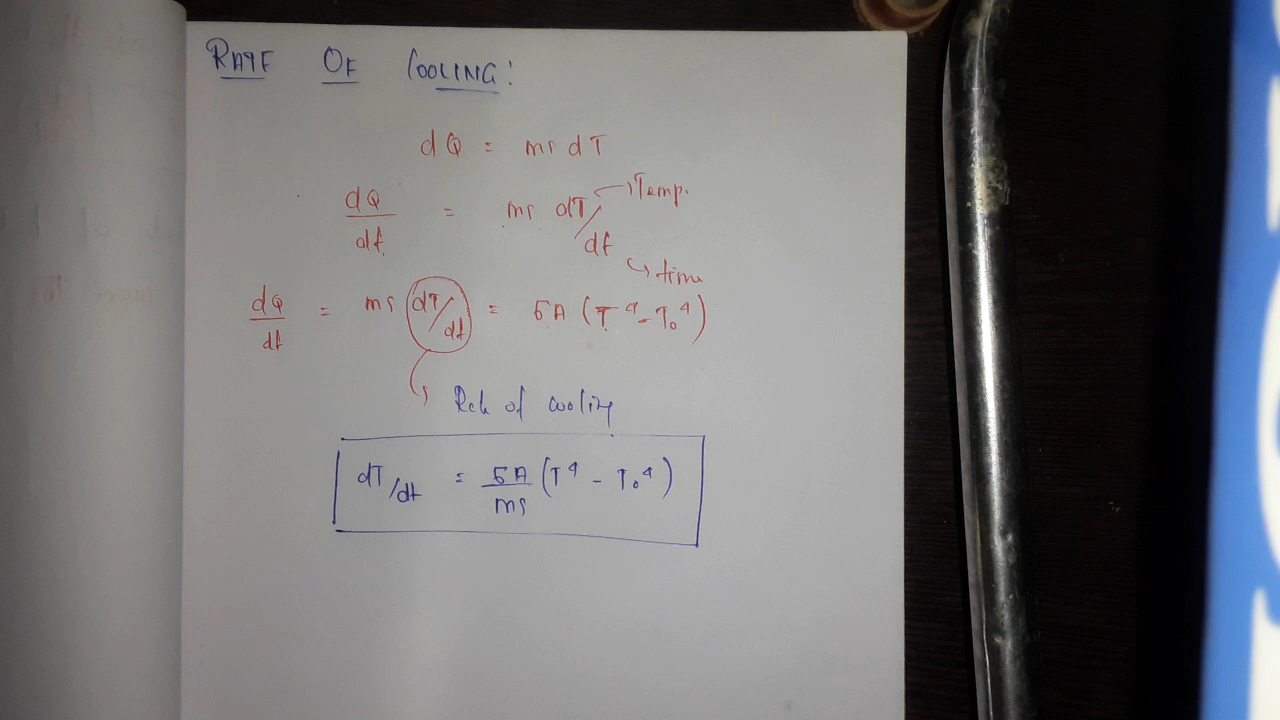 RATE OF COOLING:
dQ = ms dT
dQ/dt = ms dT/dt
Temp.
time
dQ/dt = ms dT/dt = σA (T⁴ - T₀⁴)
Rate of cooling
dT/dt = σA/ms (T⁴ - T₀⁴)